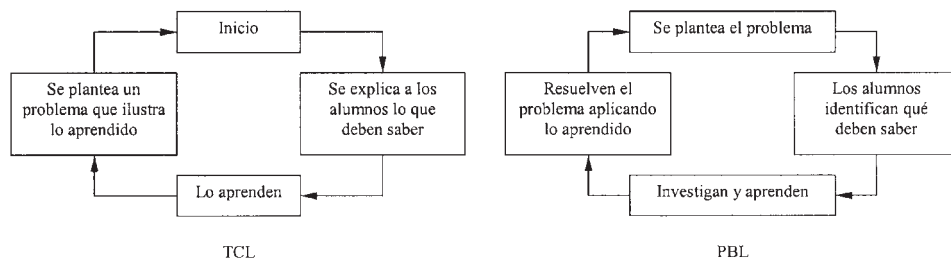 Inicio
Se explica a los
alumnos lo que
deben saber
Lo aprenden
Se plantea un
problema que ilustra
lo aprendido
TCL
Se plantea el problema
Los alumnos
identifican qué
deben saber
Investigan y aprenden
Resuelven el
problema aplicando
lo aprendido
PBL